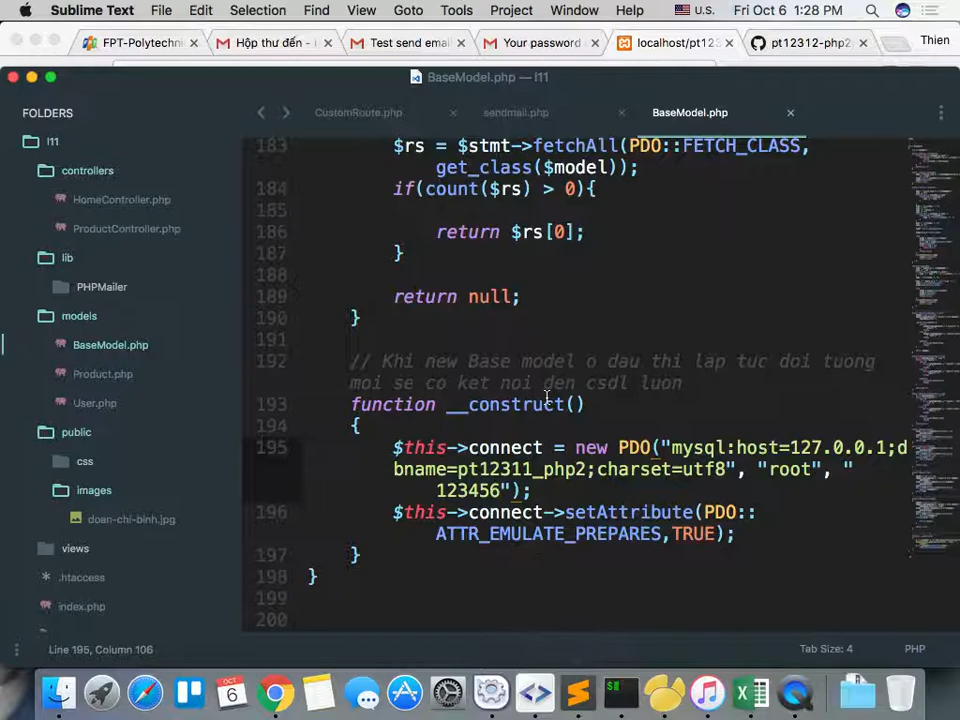 Sublime Text File Edit Selection Find View Goto Tools Project Window Help U.S. Fri Oct 6 1:28 PM
FPT-Polytechni × Hộp thư đến - × Test send emai × Your password × localhost/pt123 × pt12312-php2 × Thien
BaseModel.php — l11
FOLDERS
l11
controllers
HomeController.php
ProductController.php
lib
PHPMailer
models
BaseModel.php
Product.php
User.php
public
css
images
doan-chi-binh.jpg
views
.htaccess
index.php
CustomRoute.php × sendmail.php × BaseModel.php ×
183 $rs = $stmt->fetchAll(PDO::FETCH_CLASS,
get_class($model));
184 if(count($rs) > 0){
185
186 return $rs[0];
187 }
188
189 return null;
190 }
191
192 // Khi new Base model o dau thi lap tuc doi tuong
moi se co ket noi den csdl luon
193 function __construct()
194 {
195 $this->connect = new PDO("mysql:host=127.0.0.1;d
bname=pt12311_php2;charset=utf8", "root", "
123456");
196 $this->connect->setAttribute(PDO::
ATTR_EMULATE_PREPARES,TRUE);
197 }
198 }
199
200
Line 195, Column 106 Tab Size: 4 PHP
OCT
6